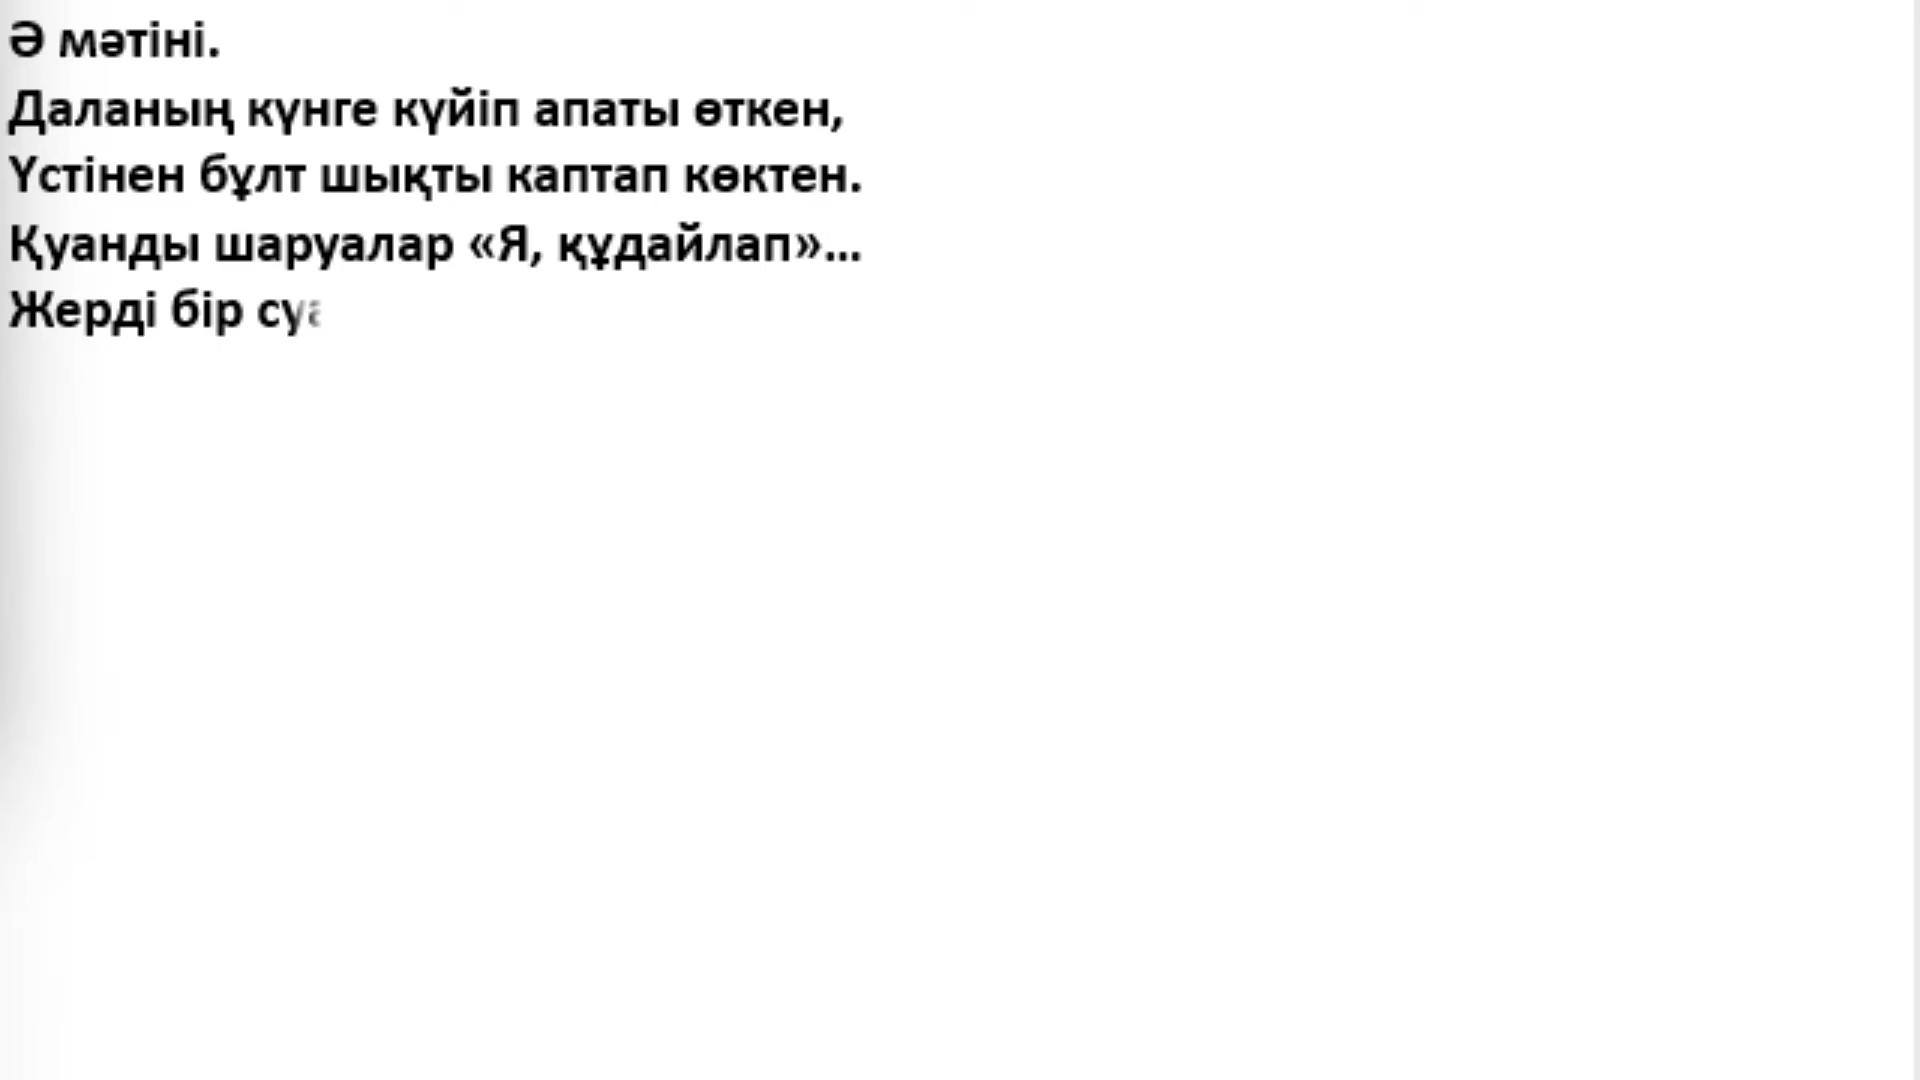 Ә мәтіні.
Даланың күнге күйіп апаты өткен,
Үстінен бұлт шықты каптап көктен.
Қуанды шаруалар «Я, құдайлап»...
Жерді бір